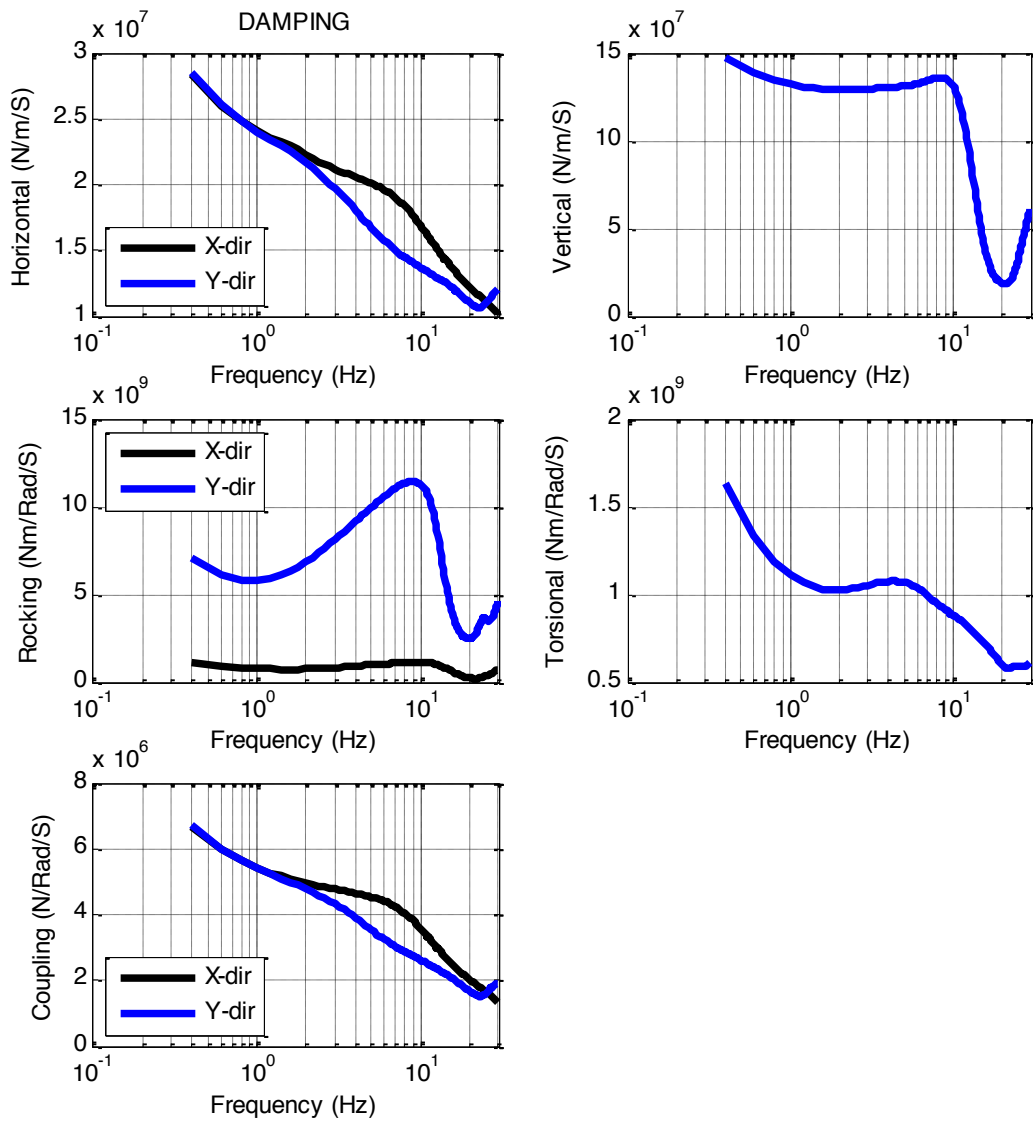 DAMPING
x 10^7
3
2.5
2
1.5
1
Horizontal (N/m/S)
X-dir
Y-dir
10^-1
10^0
10^1
Frequency (Hz)
x 10^7
15
10
5
0
Vertical (N/m/S)
10^-1
10^0
10^1
Frequency (Hz)
x 10^9
15
10
5
0
Rocking (Nm/Rad/S)
X-dir
Y-dir
10^-1
10^0
10^1
Frequency (Hz)
x 10^9
2
1.5
1
0.5
Torsional (Nm/Rad/S)
10^-1
10^0
10^1
Frequency (Hz)
x 10^6
8
6
4
2
0
Coupling (N/Rad/S)
X-dir
Y-dir
10^-1
10^0
10^1
Frequency (Hz)